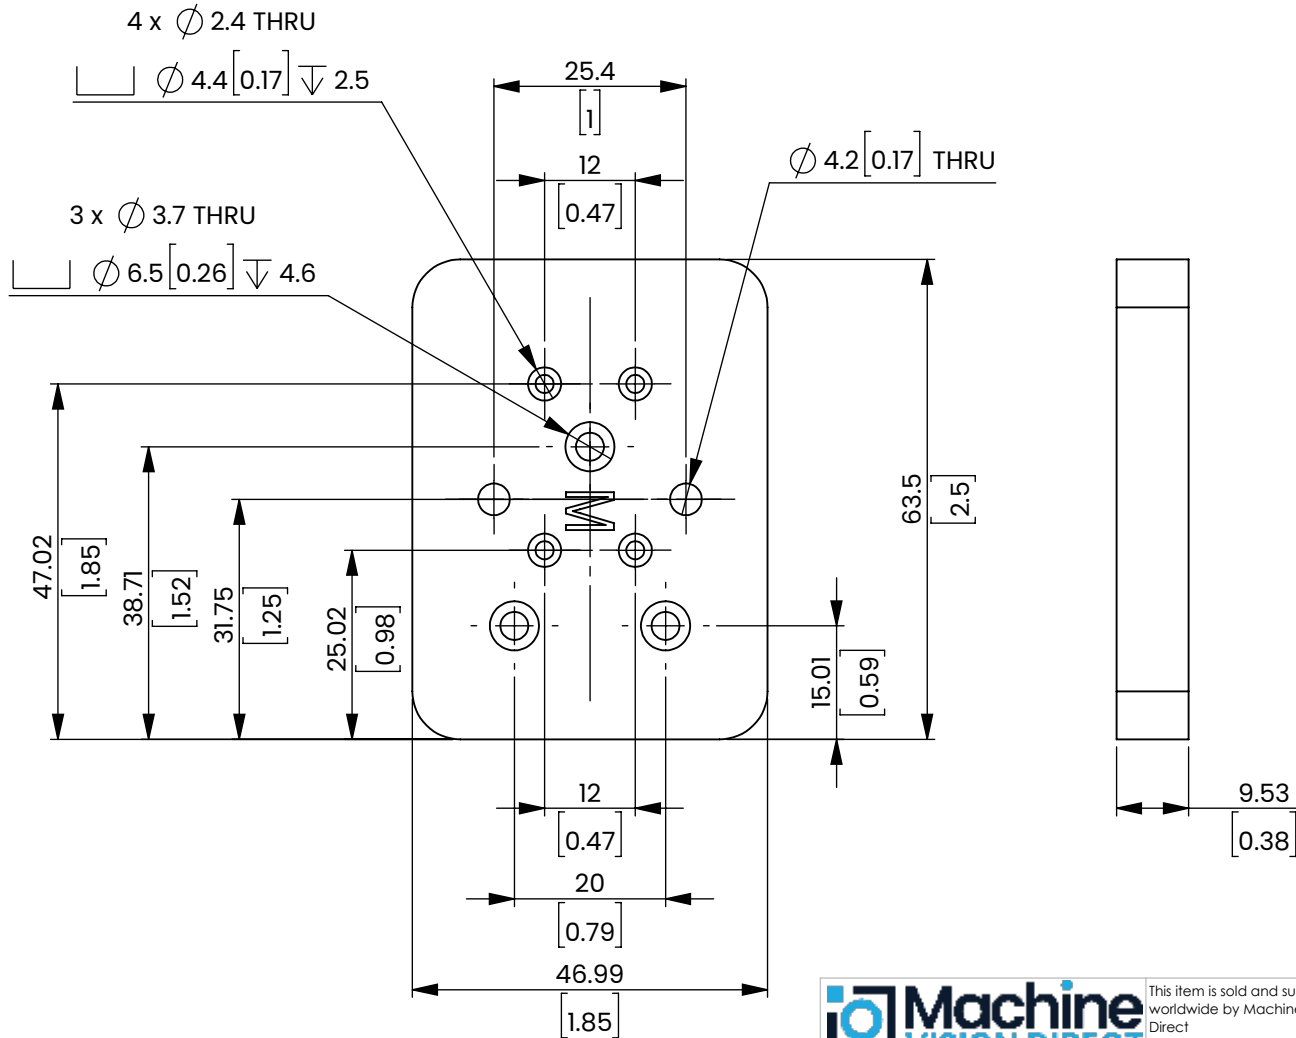 4 x ⌀ 2.4 THRU
⌴ ⌀ 4.4 [0.17] ↧ 2.5
25.4
[1]
12
[0.47]
⌀ 4.2 [0.17] THRU
3 x ⌀ 3.7 THRU
⌴ ⌀ 6.5 [0.26] ↧ 4.6
47.02
[1.85]
38.71
[1.52]
31.75
[1.25]
25.02
[0.98]
M
63.5
[2.5]
15.01
[0.59]
12
[0.47]
20
[0.79]
46.99
[1.85]
9.53
[0.38]
Machine
VISION DIRECT
This item is sold and su
worldwide by Machine
Direct